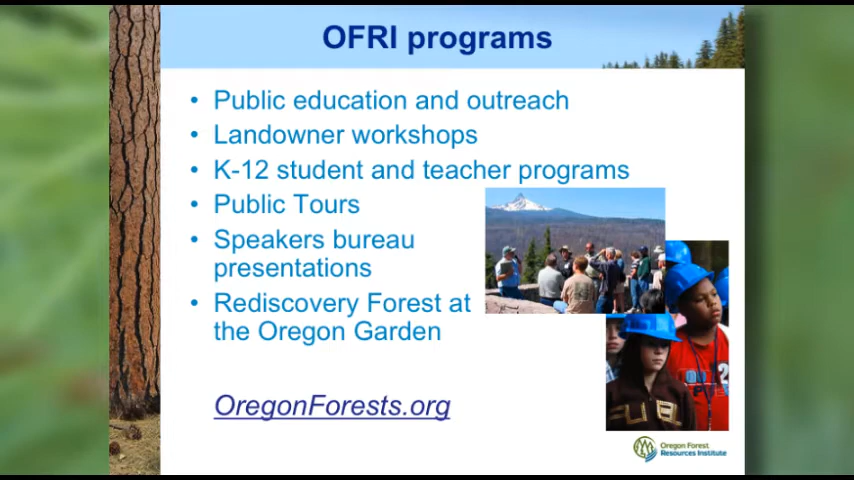 OFRI programs
• Public education and outreach
• Landowner workshops
• K-12 student and teacher programs
• Public Tours
• Speakers bureau
presentations
• Rediscovery Forest at
the Oregon Garden
OregonForests.org
Oregon Forest
Resources Institute